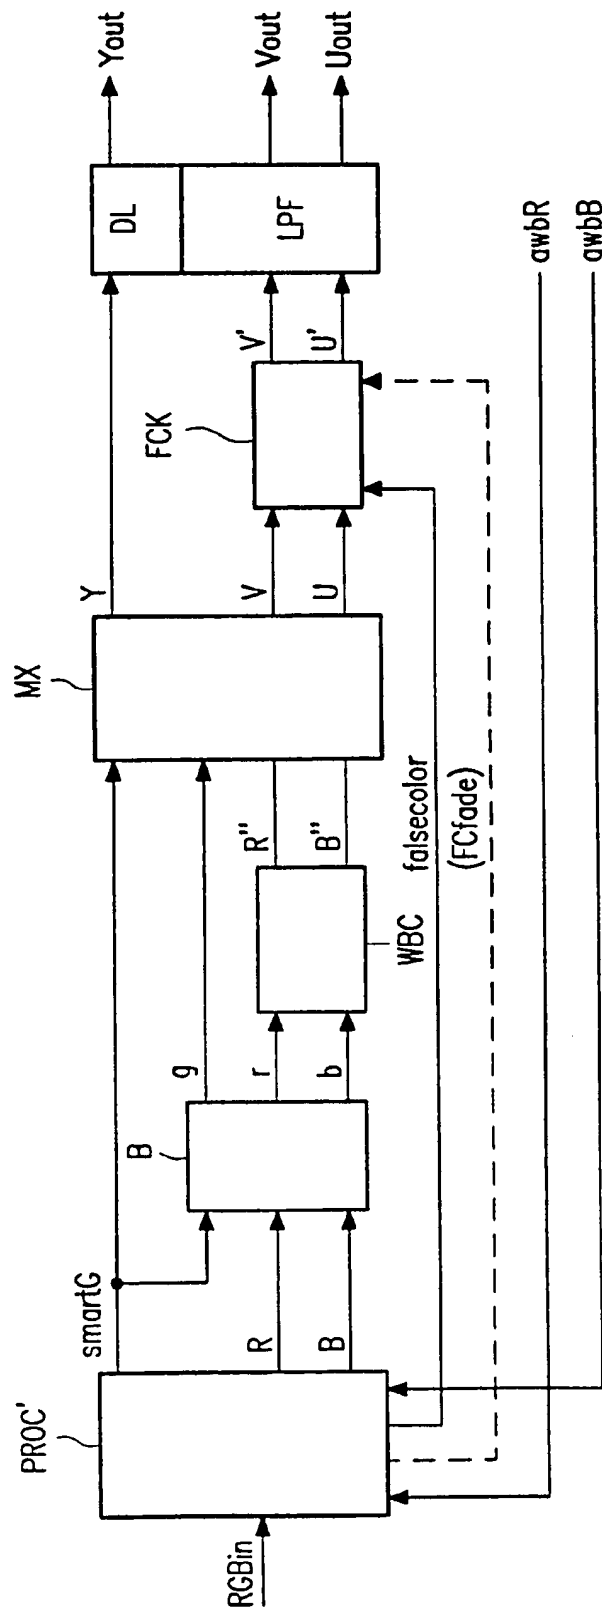 RGBin
PROC'
smartG
R
B
B
g
r
b
WBC
R"
B"
MX
Y
V
U
falsecolor
(FCfade)
FCK
V'
U'
DL
LPF
Yout
Vout
Uout
awbR
awbB